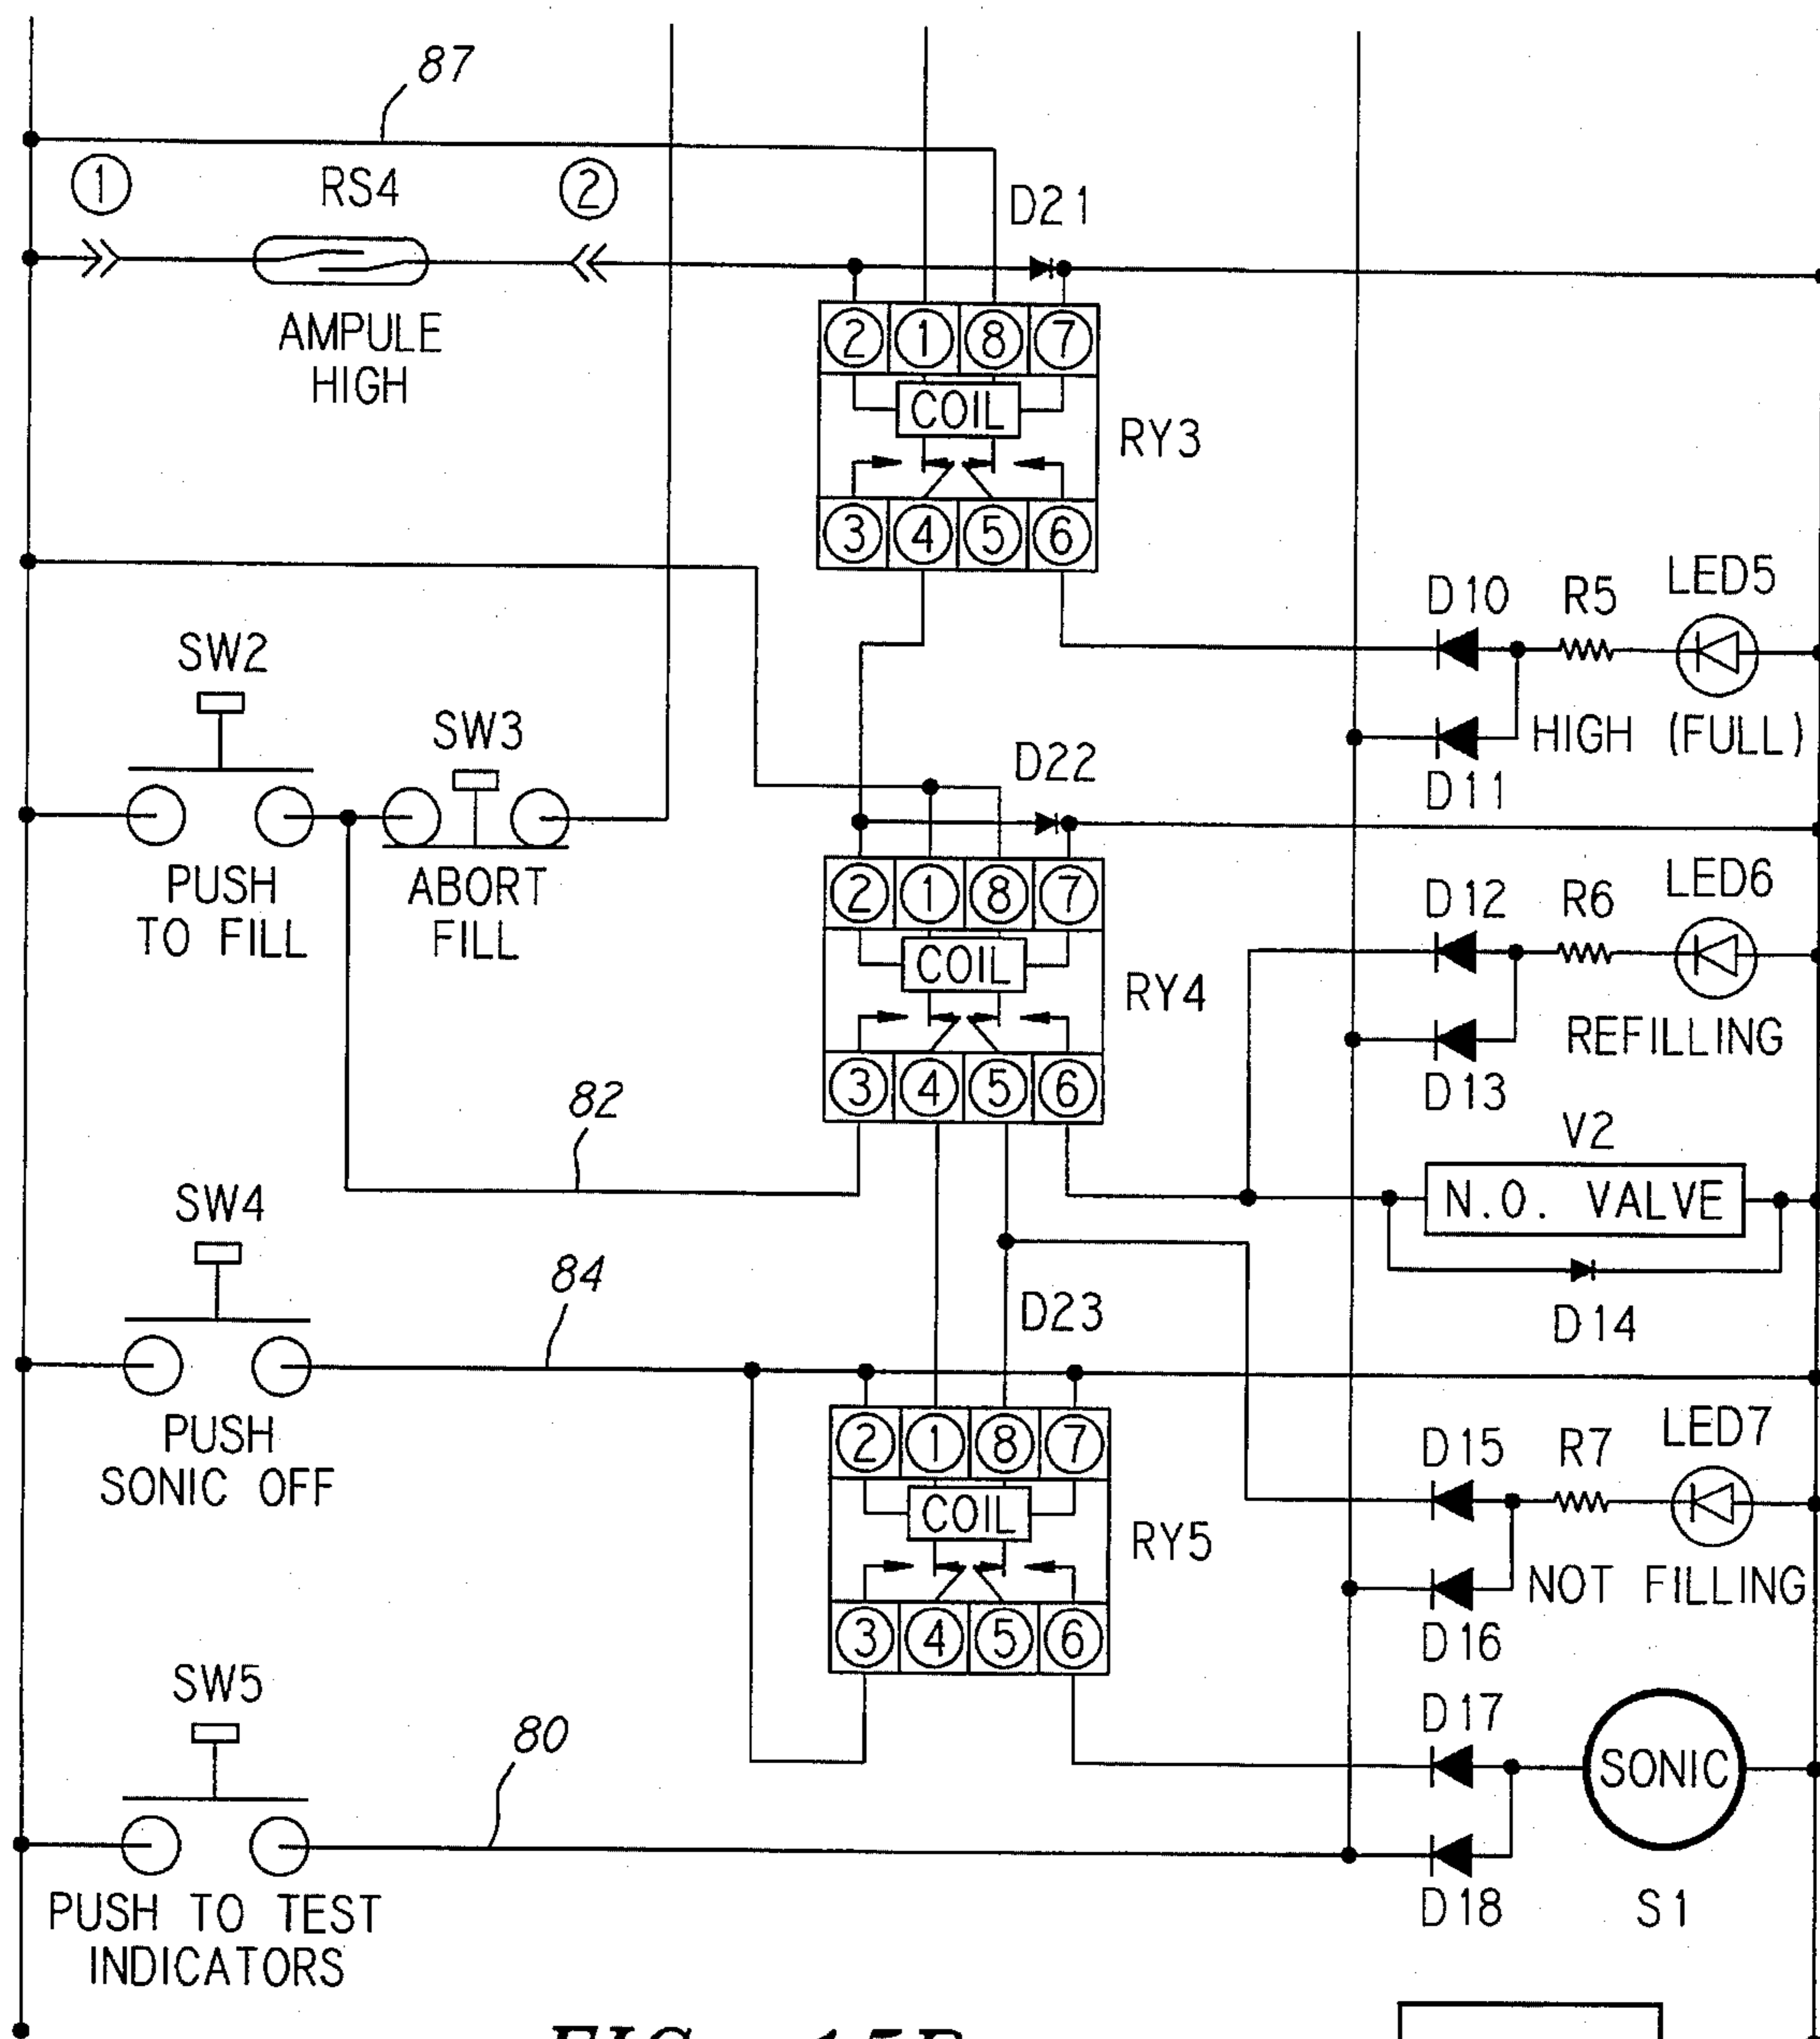 87
① RS4 ②
D21
AMPULE
HIGH
② ① ⑧ ⑦
COIL
RY3
③ ④ ⑤ ⑥
D10 R5 LED5
SW2
SW3
D22
HIGH (FULL)
D11
PUSH
TO FILL
ABORT
FILL
② ① ⑧ ⑦
COIL
RY4
③ ④ ⑤ ⑥
D12 R6 LED6
REFILLING
D13
82
V2
N.O. VALVE
D14
SW4
84
D23
PUSH
SONIC OFF
② ① ⑧ ⑦
COIL
RY5
③ ④ ⑤ ⑥
D15 R7 LED7
NOT FILLING
D16
SW5
80
D17
SONIC
D18
S1
PUSH TO TEST
INDICATORS